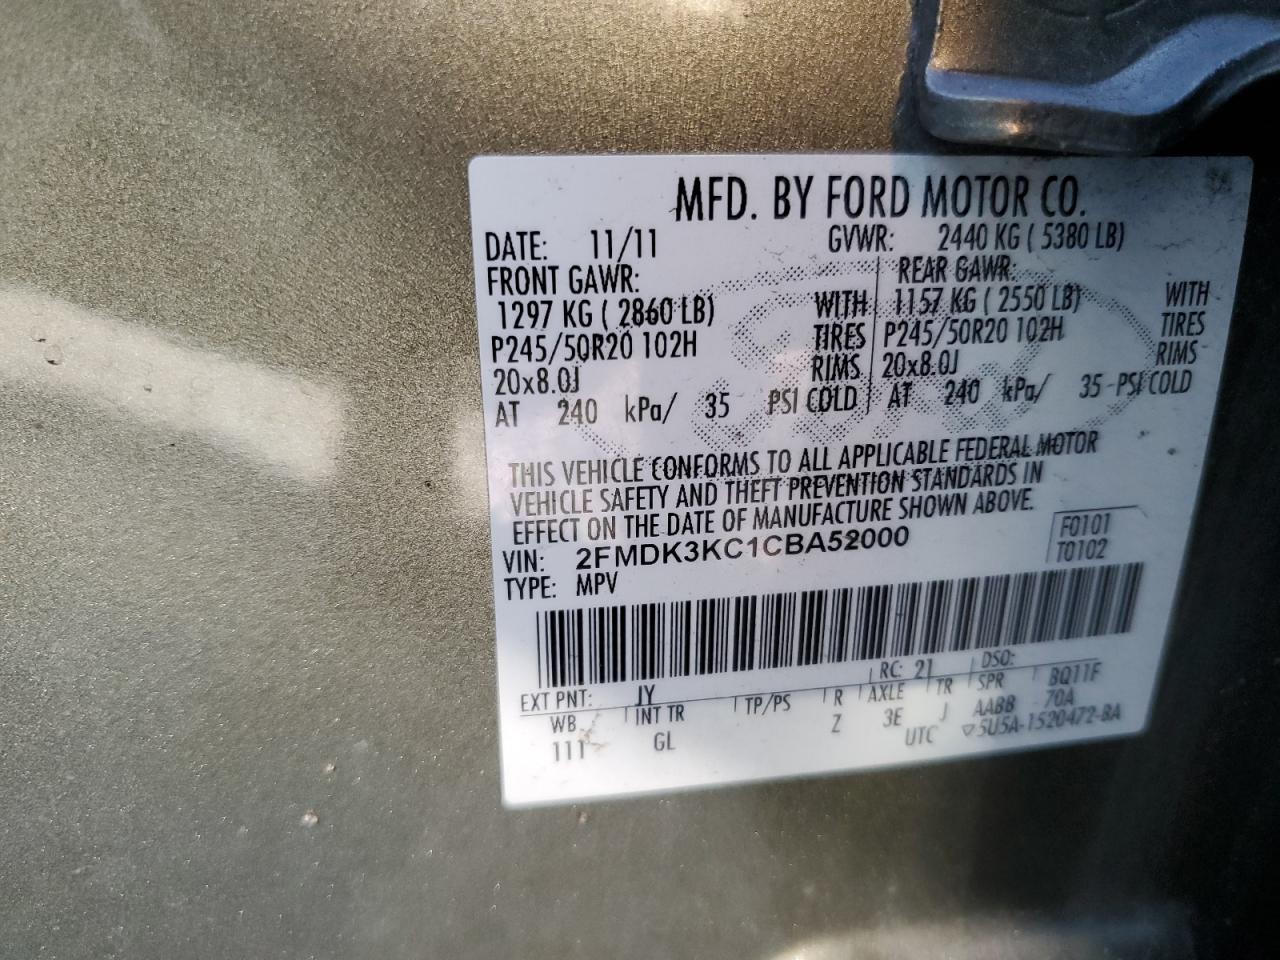 MFD. BY FORD MOTOR CO.
DATE: 11/11 GVWR: 2440 KG ( 5380 LB)
FRONT GAWR: REAR GAWR:
1297 KG ( 2860 LB) WITH 1157 KG ( 2550 LB) WITH
P245/50R20 102H TIRES P245/50R20 102H TIRES
20x8.0J RIMS 20x8.0J RIMS
AT 240 kPa/ 35 PSI COLD AT 240 kPa/ 35 PSI COLD
THIS VEHICLE CONFORMS TO ALL APPLICABLE FEDERAL MOTOR
VEHICLE SAFETY AND THEFT PREVENTION STANDARDS IN
EFFECT ON THE DATE OF MANUFACTURE SHOWN ABOVE.
VIN: 2FMDK3KC1CBA52000 F0101
TYPE: MPV T0102
EXT PNT: JY RC: 21 DSO:
WB INT TR TP/PS R AXLE TR SPR BQ11F
111 GL Z 3E J AABB 70A
UTC ▽5U5A-1520472-BA